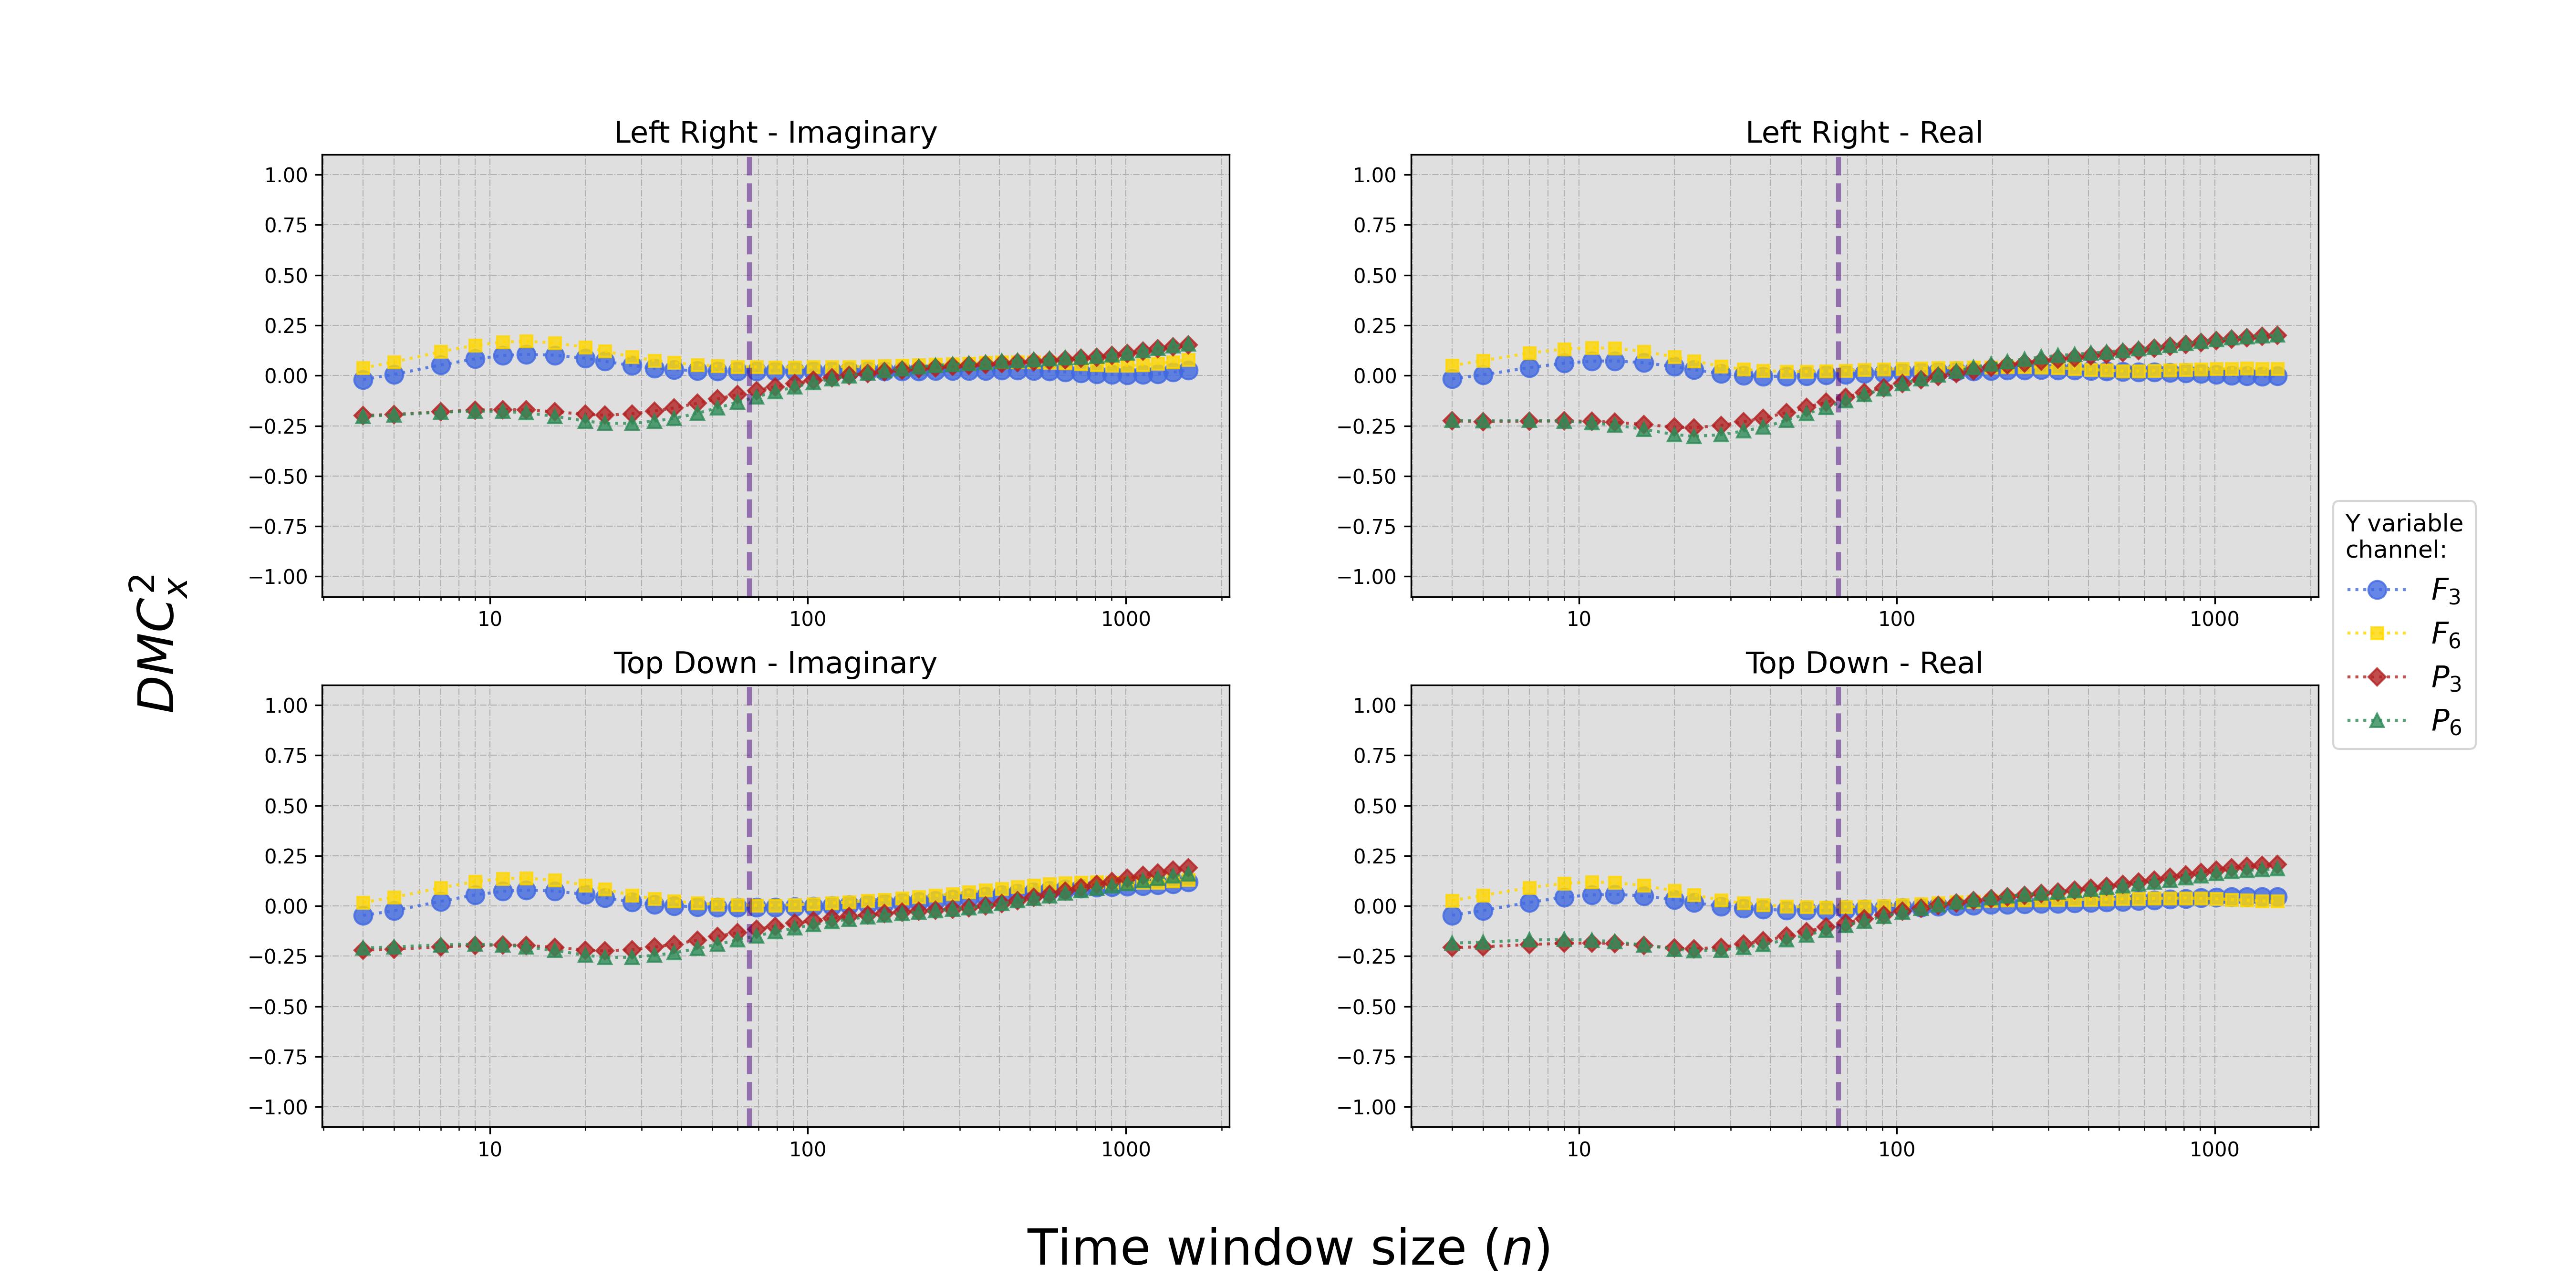 Left Right - Imaginary
1.00
0.75
0.50
0.25
0.00
−0.25
−0.50
−0.75
−1.00
10 100 1000
Left Right - Real
1.00
0.75
0.50
0.25
0.00
−0.25
−0.50
−0.75
−1.00
10 100 1000
Top Down - Imaginary
1.00
0.75
0.50
0.25
0.00
−0.25
−0.50
−0.75
−1.00
10 100 1000
Top Down - Real
1.00
0.75
0.50
0.25
0.00
−0.25
−0.50
−0.75
−1.00
10 100 1000
Y variable
channel:
F₃
F₆
P₃
P₆
DMC²ₓ
Time window size (n)